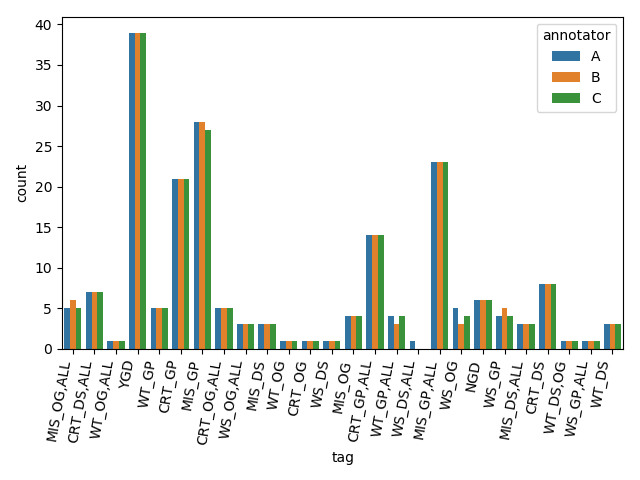 annotator
A
B
C
count
40
35
30
25
20
15
10
5
0
MIS_OG,ALL
CRT_DS,ALL
WT_OG,ALL
YGD
WT_GP
CRT_GP
MIS_GP
CRT_OG,ALL
WS_OG,ALL
MIS_DS
WT_OG
CRT_OG
WS_DS
MIS_OG
CRT_GP,ALL
WT_GP,ALL
WS_DS,ALL
MIS_GP,ALL
WS_OG
NGD
WS_GP
MIS_DS,ALL
CRT_DS
WT_DS,OG
WS_GP,ALL
WT_DS
tag